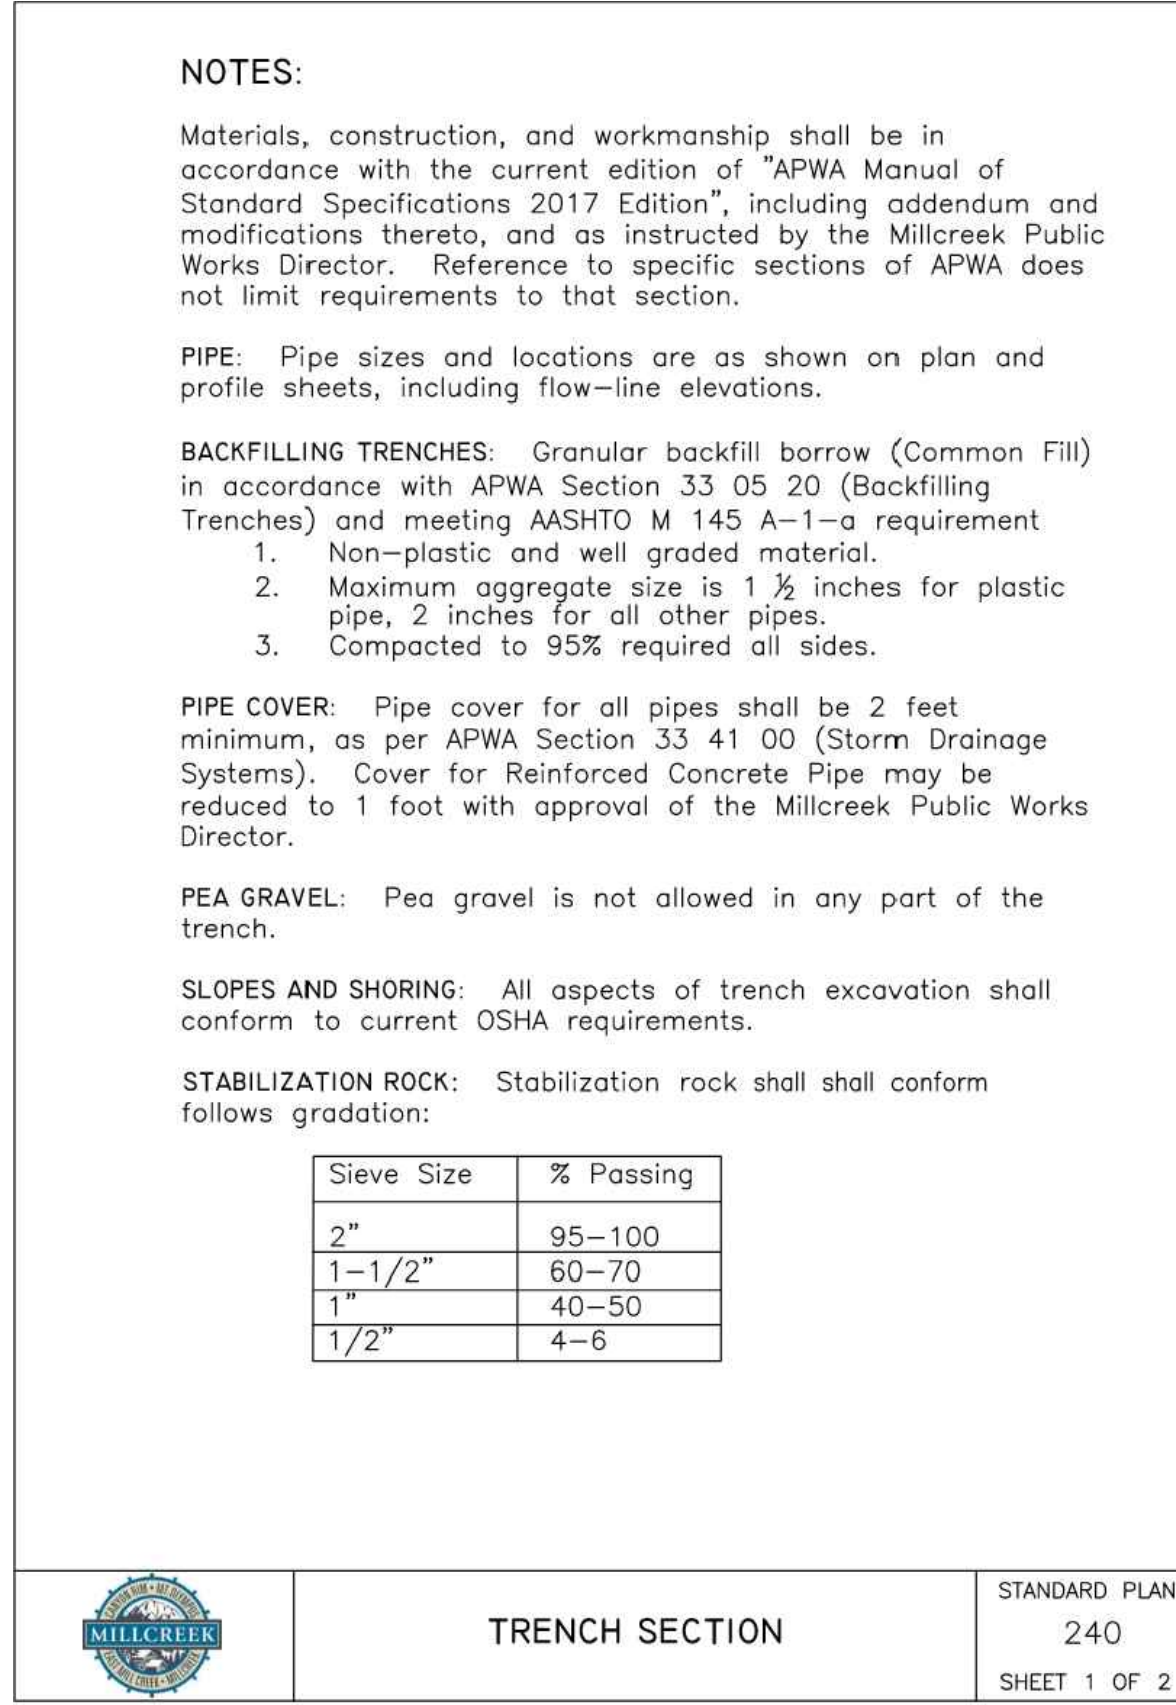 NOTES:
Materials, construction, and workmanship shall be in
accordance with the current edition of "APWA Manual of
Standard Specifications 2017 Edition", including addendum and
modifications thereto, and as instructed by the Millcreek Public
Works Director. Reference to specific sections of APWA does
not limit requirements to that section.
PIPE: Pipe sizes and locations are as shown on plan and
profile sheets, including flow-line elevations.
BACKFILLING TRENCHES: Granular backfill borrow (Common Fill)
in accordance with APWA Section 33 05 20 (Backfilling
Trenches) and meeting AASHTO M 145 A-1-a requirement
1. Non-plastic and well graded material.
2. Maximum aggregate size is 1 ½ inches for plastic
pipe, 2 inches for all other pipes.
3. Compacted to 95% required all sides.
PIPE COVER: Pipe cover for all pipes shall be 2 feet
minimum, as per APWA Section 33 41 00 (Storm Drainage
Systems). Cover for Reinforced Concrete Pipe may be
reduced to 1 foot with approval of the Millcreek Public Works
Director.
PEA GRAVEL: Pea gravel is not allowed in any part of the
trench.
SLOPES AND SHORING: All aspects of trench excavation shall
conform to current OSHA requirements.
STABILIZATION ROCK: Stabilization rock shall shall conform
follows gradation:
Sieve Size % Passing
2" 95-100
1-1/2" 60-70
1" 40-50
1/2" 4-6
CANYON RIM • MT OLYMPUS
MILLCREEK
EAST MILL CREEK • MILLCREEK
TRENCH SECTION
STANDARD PLAN
240
SHEET 1 OF 2